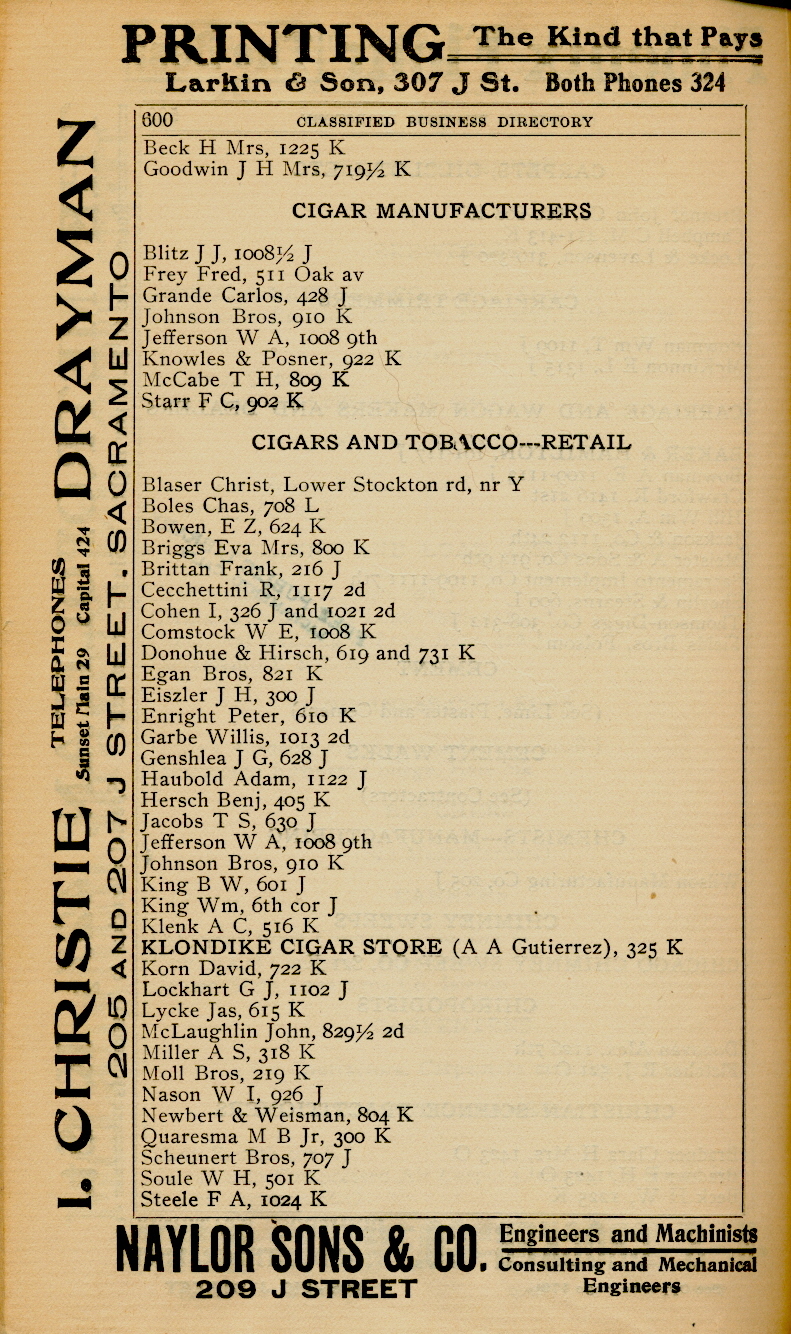 PRINTING The Kind that Pays
Larkin & Son, 307 J St. Both Phones 324
600 CLASSIFIED BUSINESS DIRECTORY
Beck H Mrs, 1225 K
Goodwin J H Mrs, 719½ K
CIGAR MANUFACTURERS
Blitz J J, 1008½ J
Frey Fred, 511 Oak av
Grande Carlos, 428 J
Johnson Bros, 910 K
Jefferson W A, 1008 9th
Knowles & Posner, 922 K
McCabe T H, 809 K
Starr F C, 902 K
CIGARS AND TOBACCO---RETAIL
Blaser Christ, Lower Stockton rd, nr Y
Boles Chas, 708 L
Bowen, E Z, 624 K
Briggs Eva Mrs, 800 K
Brittan Frank, 216 J
Cecchettini R, 1117 2d
Cohen I, 326 J and 1021 2d
Comstock W E, 1008 K
Donohue & Hirsch, 619 and 731 K
Egan Bros, 821 K
Eiszler J H, 300 J
Enright Peter, 610 K
Garbe Willis, 1013 2d
Genshlea J G, 628 J
Haubold Adam, 1122 J
Hersch Benj, 405 K
Jacobs T S, 630 J
Jefferson W A, 1008 9th
Johnson Bros, 910 K
King B W, 601 J
King Wm, 6th cor J
Klenk A C, 516 K
KLONDIKE CIGAR STORE (A A Gutierrez), 325 K
Korn David, 722 K
Lockhart G J, 1102 J
Lycke Jas, 615 K
McLaughlin John, 829½ 2d
Miller A S, 318 K
Moll Bros, 219 K
Nason W I, 926 J
Newbert & Weisman, 804 K
Quaresma M B Jr, 300 K
Scheunert Bros, 707 J
Soule W H, 501 K
Steele F A, 1024 K
I. CHRISTIE TELEPHONES Sunset Main 29 Capital 424 DRAYMAN
205 AND 207 J STREET, SACRAMENTO
NAYLOR SONS & CO. Engineers and Machinists
209 J STREET Consulting and Mechanical
Engineers